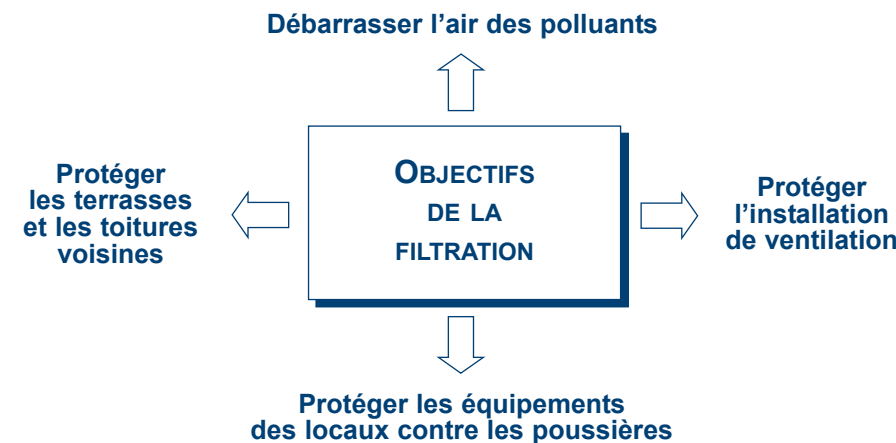 Débarrasser l’air des polluants
Protéger
les terrasses
et les toitures
voisines
OBJECTIFS
DE LA
FILTRATION
Protéger
l’installation
de ventilation
Protéger les équipements
des locaux contre les poussières